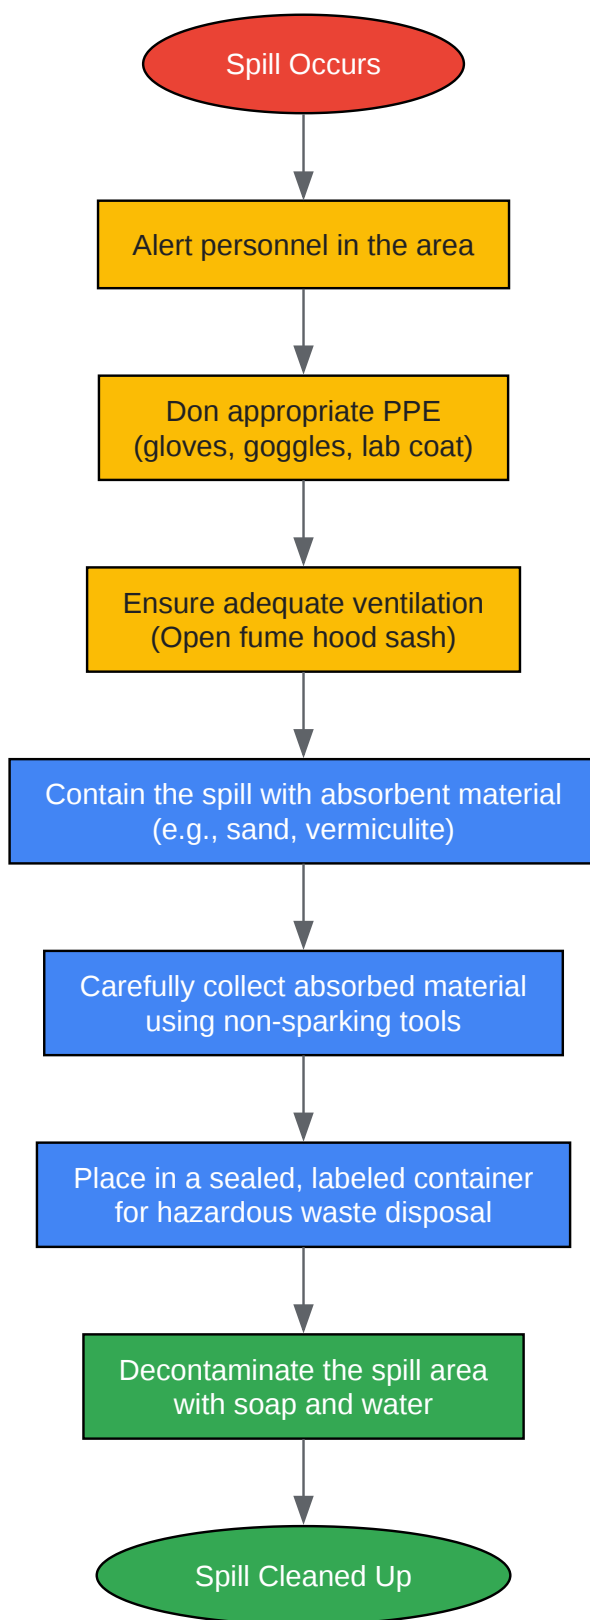 Spill Occurs
Alert personnel in the area
Don appropriate PPE
(gloves, goggles, lab coat)
Ensure adequate ventilation
(Open fume hood sash)
Contain the spill with absorbent material
(e.g., sand, vermiculite)
Carefully collect absorbed material
using non-sparking tools
Place in a sealed, labeled container
for hazardous waste disposal
Decontaminate the spill area
with soap and water
Spill Cleaned Up